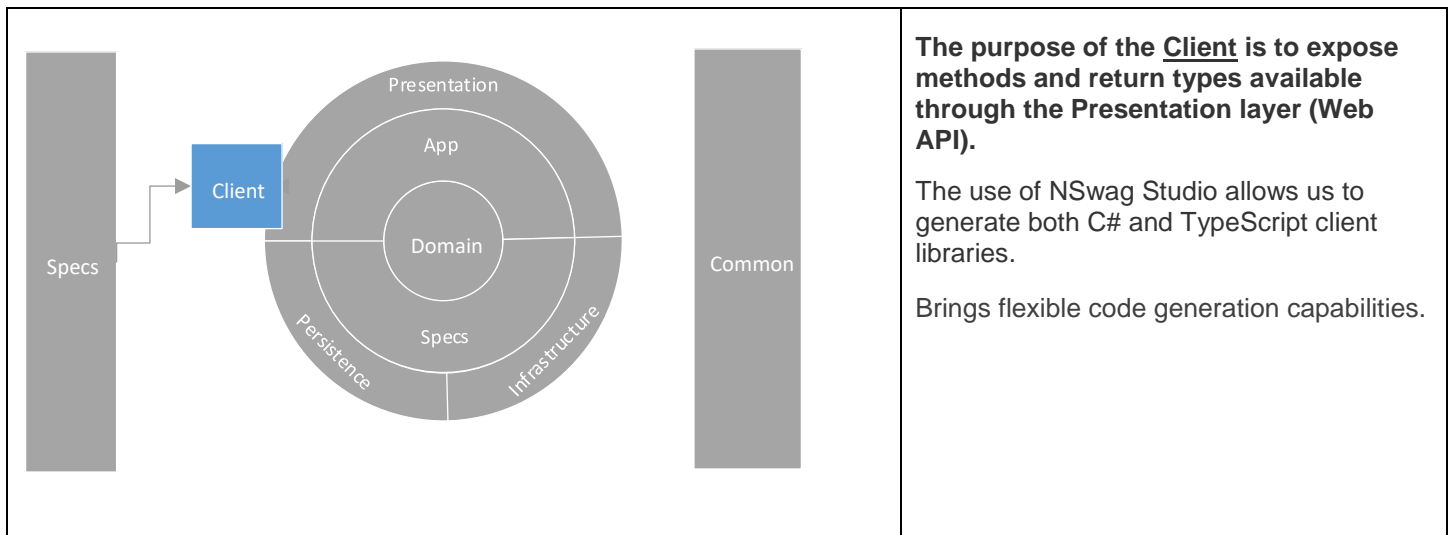 Presentation
App
Client
Domain
Specs
Common
Specs
Persistence
Infrastructure
The purpose of the Client is to expose
methods and return types available
through the Presentation layer (Web
API).
The use of NSwag Studio allows us to
generate both C# and TypeScript client
libraries.
Brings flexible code generation capabilities.